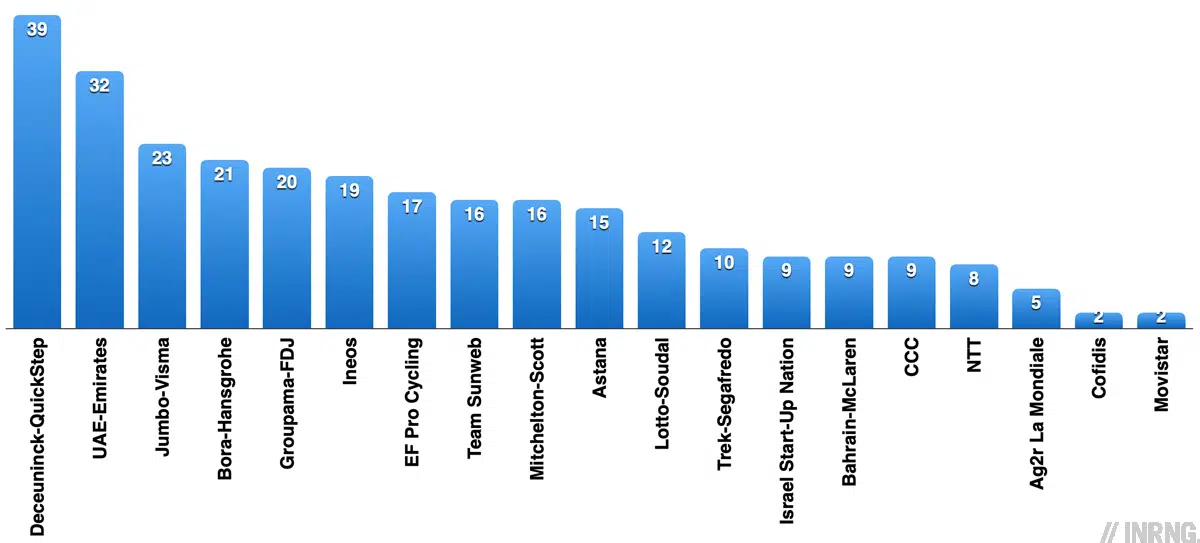 39
32
23
21
20
19
17
16
16
15
12
10
9
9
9
8
5
2
2
Deceuninck-QuickStep
UAE-Emirates
Jumbo-Visma
Bora-Hansgrohe
Groupama-FDJ
Ineos
EF Pro Cycling
Team Sunweb
Mitchelton-Scott
Astana
Lotto-Soudal
Trek-Segafredo
Israel Start-Up Nation
Bahrain-McLaren
CCC
NTT
Ag2r La Mondiale
Cofidis
Movistar
// INRNG.